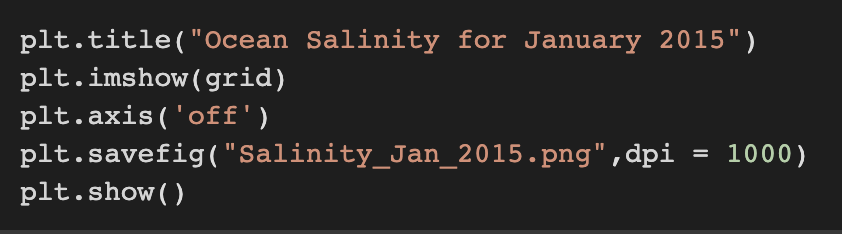 plt.title("Ocean Salinity for January 2015")
plt.imshow(grid)
plt.axis('off')
plt.savefig("Salinity_Jan_2015.png",dpi = 1000)
plt.show()